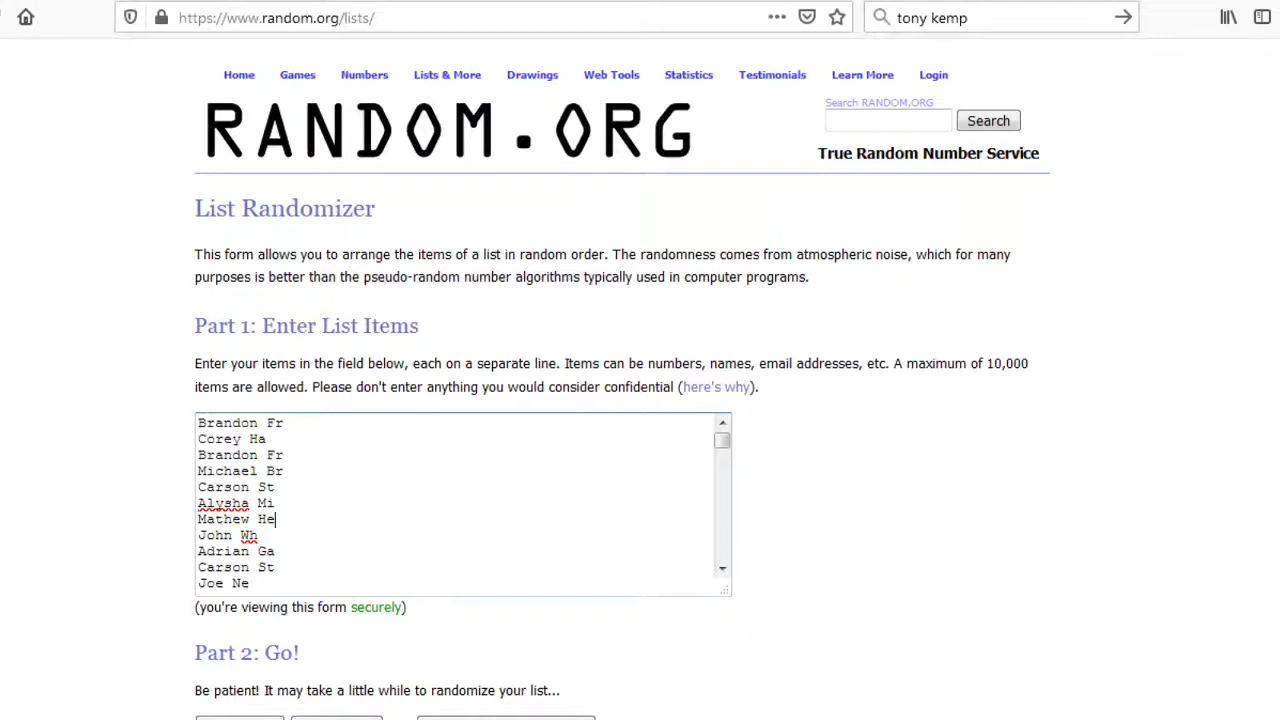 https://www.random.org/lists/
tony kemp
Home Games Numbers Lists & More Drawings Web Tools Statistics Testimonials Learn More Login
RANDOM.ORG
Search RANDOM.ORG
Search
True Random Number Service
List Randomizer
This form allows you to arrange the items of a list in random order. The randomness comes from atmospheric noise, which for many
purposes is better than the pseudo-random number algorithms typically used in computer programs.
Part 1: Enter List Items
Enter your items in the field below, each on a separate line. Items can be numbers, names, email addresses, etc. A maximum of 10,000
items are allowed. Please don't enter anything you would consider confidential (here's why).
Brandon Fr
Corey Ha
Brandon Fr
Michael Br
Carson St
Alysha Mi
Mathew He
John Wh
Adrian Ga
Carson St
Joe Ne
(you're viewing this form securely)
Part 2: Go!
Be patient! It may take a little while to randomize your list...